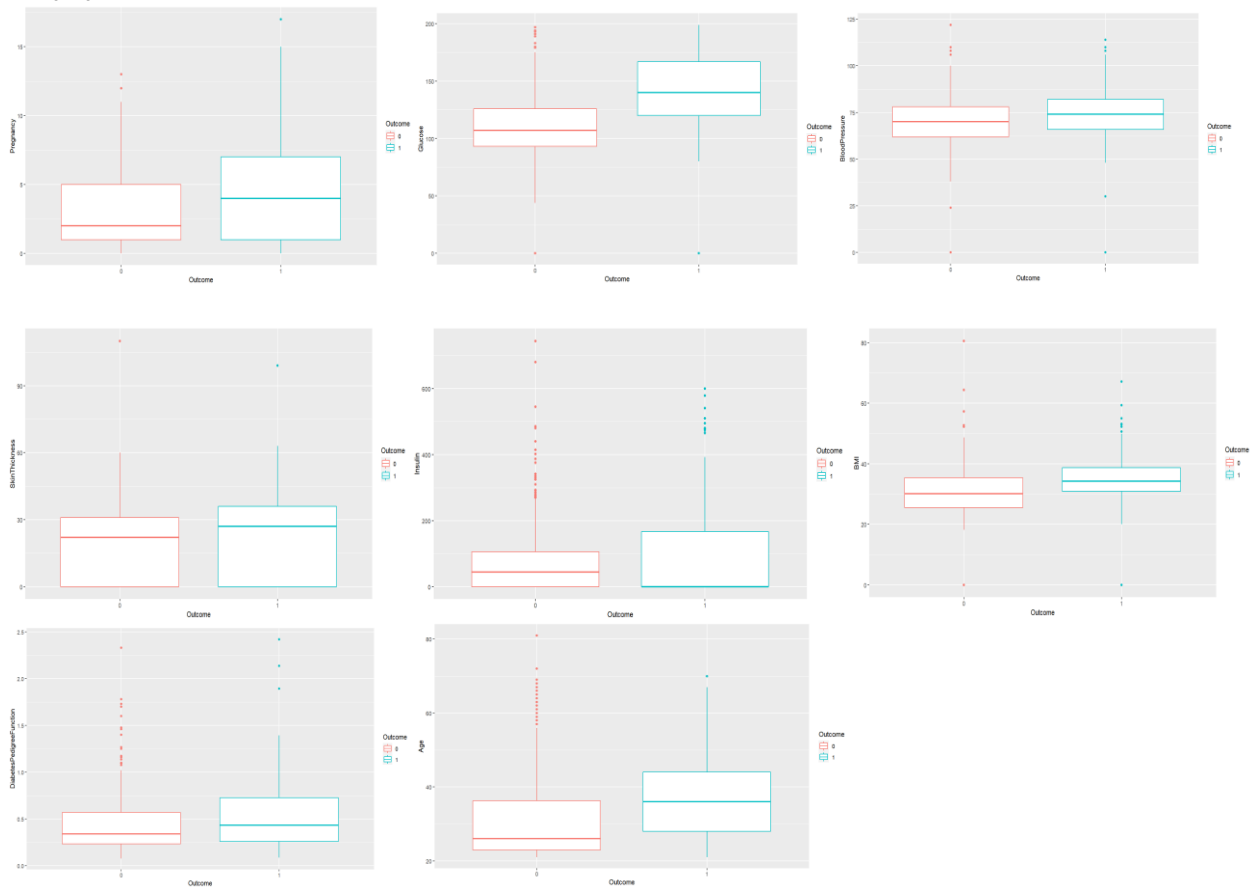 15
10
5
0
Pregnancy
0 1
Outcome
Outcome
0
1
200
150
100
50
0
Glucose
0 1
Outcome
Outcome
0
1
125
100
75
50
25
0
BloodPressure
0 1
Outcome
Outcome
0
1
90
60
30
0
SkinThickness
0 1
Outcome
Outcome
0
1
600
400
200
0
Insulin
0 1
Outcome
Outcome
0
1
80
60
40
20
0
BMI
0 1
Outcome
Outcome
0
1
2.5
2.0
1.5
1.0
0.5
0.0
DiabetesPedigreeFunction
0 1
Outcome
Outcome
0
1
80
60
40
20
Age
0 1
Outcome
Outcome
0
1